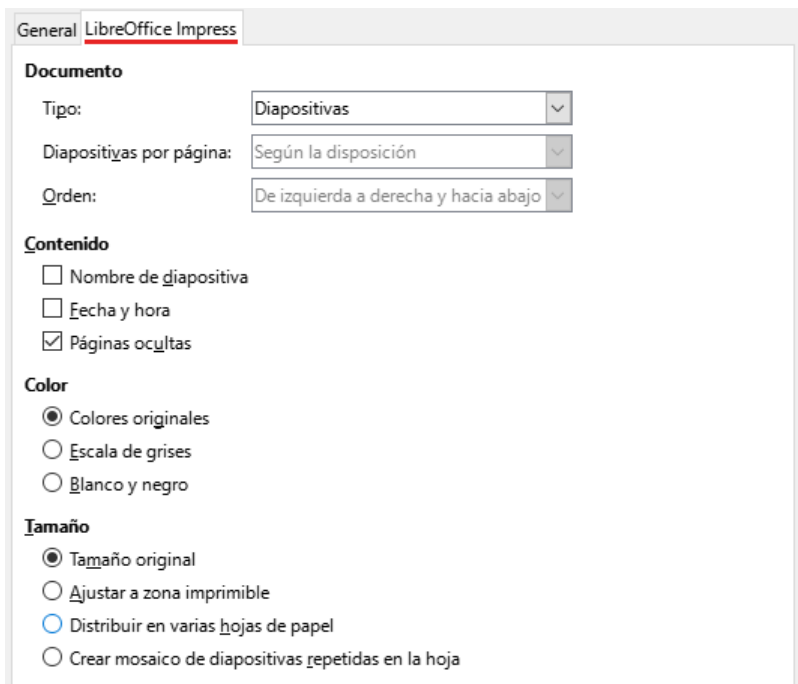 General LibreOffice Impress
Documento
Tipo: Diapositivas
Diapositivas por página: Según la disposición
Orden: De izquierda a derecha y hacia abajo
Contenido
Nombre de diapositiva
Fecha y hora
Páginas ocultas
Color
Colores originales
Escala de grises
Blanco y negro
Tamaño
Tamaño original
Ajustar a zona imprimible
Distribuir en varias hojas de papel
Crear mosaico de diapositivas repetidas en la hoja